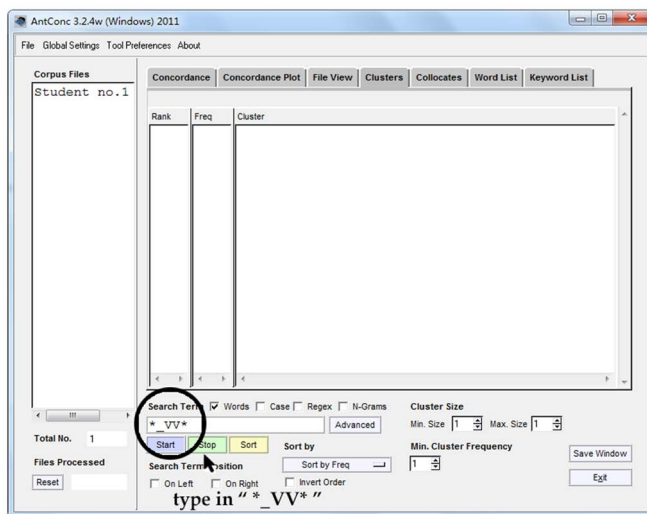 AntConc 3.2.4w (Windows) 2011
File Global Settings Tool Preferences About
Corpus Files
Student no.1
Concordance Concordance Plot File View Clusters Collocates Word List Keyword List
Rank Freq Cluster
Search Term Words Case Regex N-Grams
*_VV*
Advanced
Start Stop Sort
Sort by
Sort by Freq
Search Term Position
On Left On Right Invert Order
Cluster Size
Min. Size 1 Max. Size 1
Min. Cluster Frequency
1
Total No. 1
Files Processed
Reset
Save Window
Exit
type in “ *_VV* ”